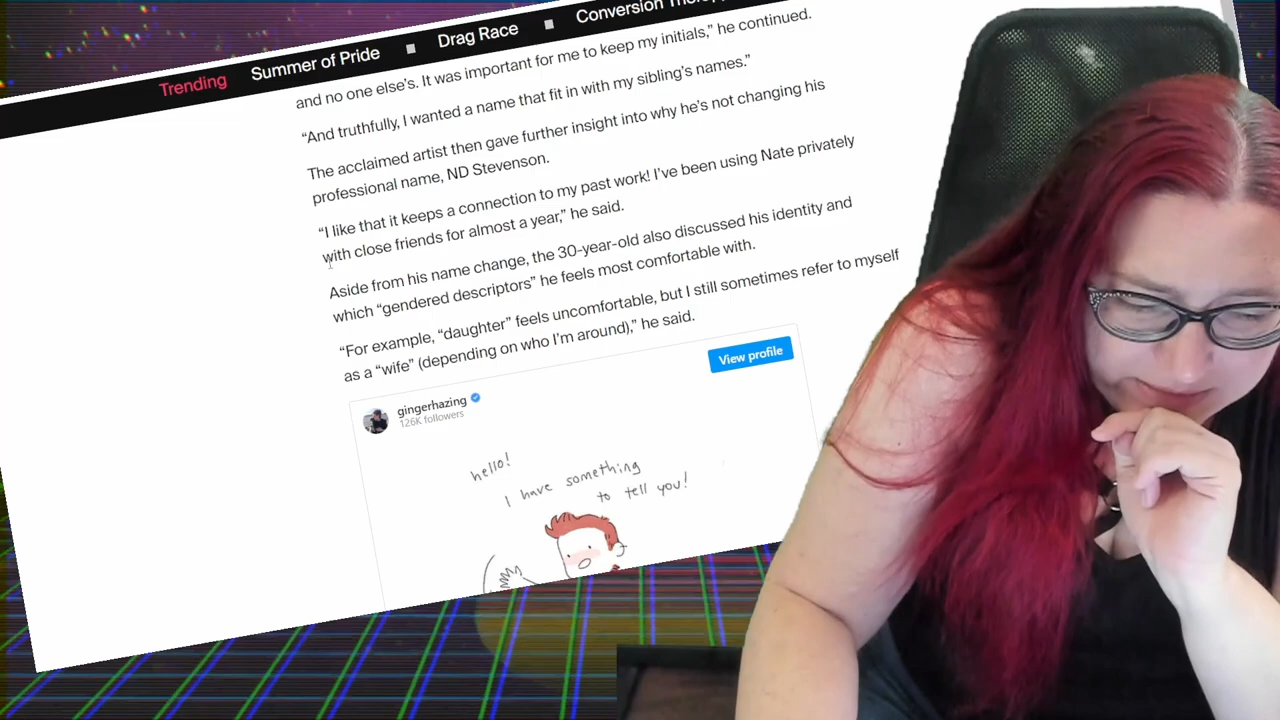 Trending Summer of Pride Drag Race Conversion Therapy
and no one else's. It was important for me to keep my initials,” he continued.
“And truthfully, I wanted a name that fit in with my sibling's names.”
The acclaimed artist then gave further insight into why he's not changing his
professional name, ND Stevenson.
“I like that it keeps a connection to my past work! I've been using Nate privately
with close friends for almost a year,” he said.
Aside from his name change, the 30-year-old also discussed his identity and
which “gendered descriptors” he feels most comfortable with.
“For example, “daughter” feels uncomfortable, but I still sometimes refer to myself
as a “wife” (depending on who I'm around),” he said.
gingerhazing
126K followers
View profile
hello!
I have something
to tell you!